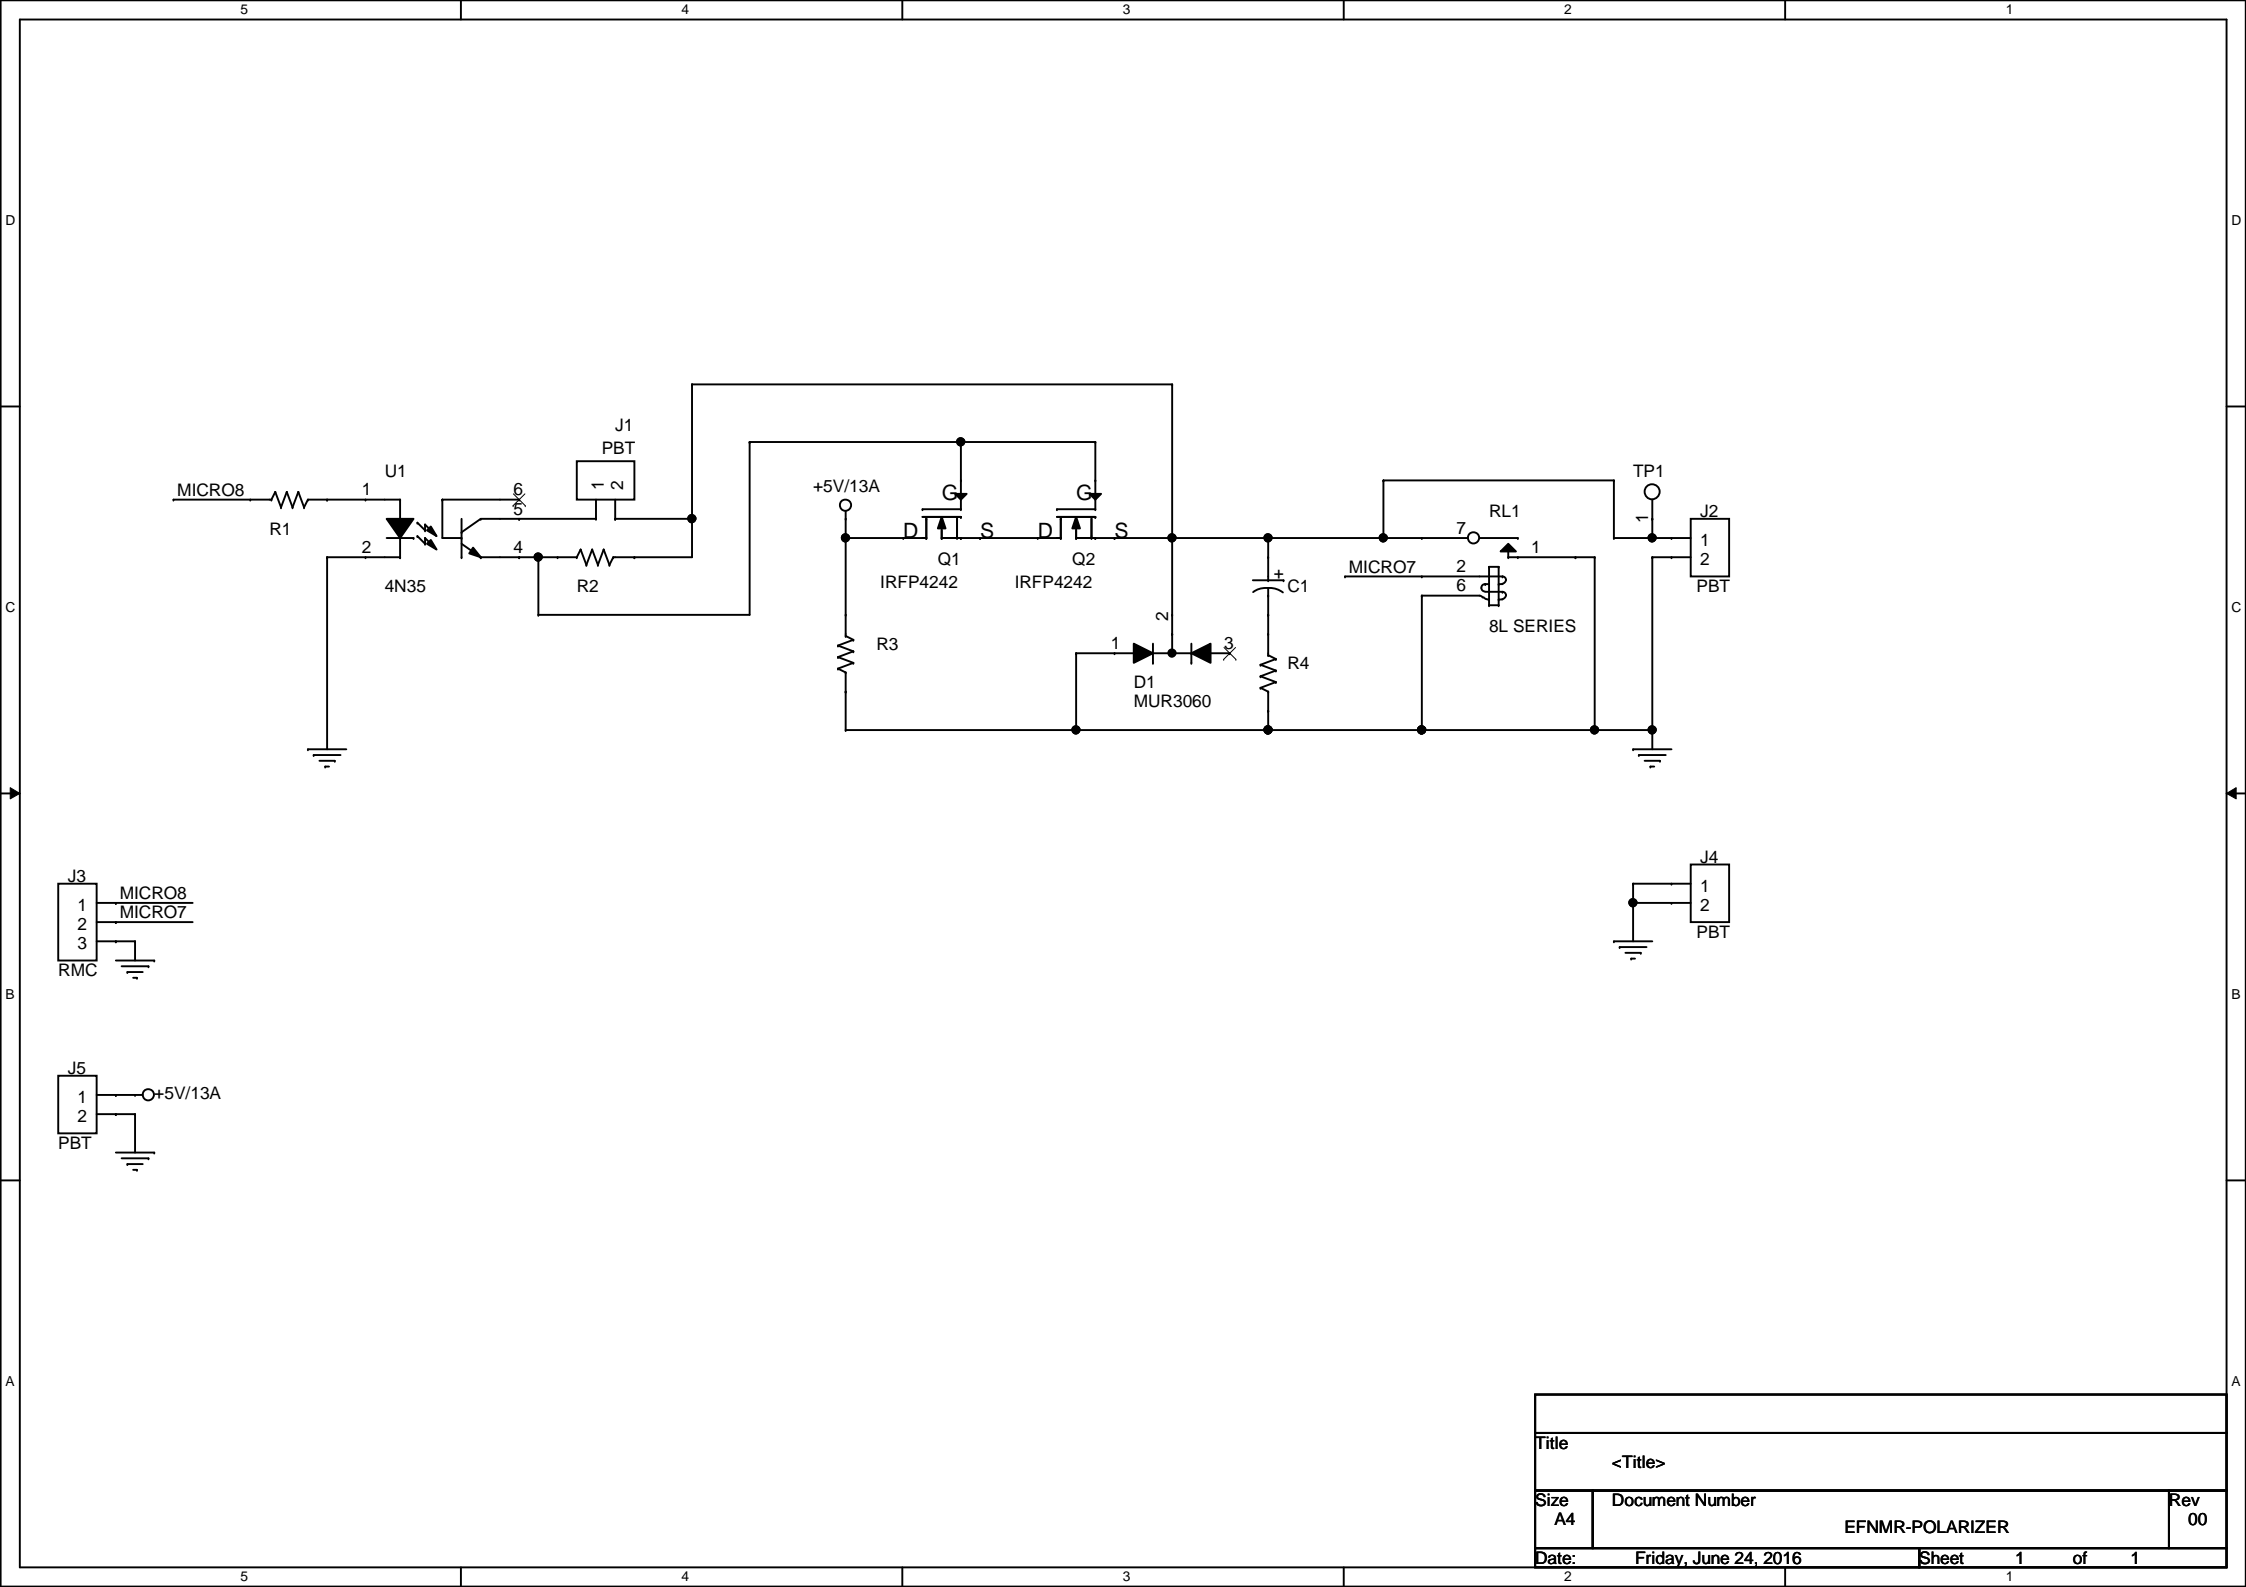 5 4 3 2 1
D D
J1
PBT
U1
MICRO8
R1
1
2
4N35
6
5
4
1
2
R2
+5V/13A
G
D
S
Q1
IRFP4242
G
D
S
Q2
IRFP4242
R3
2
1
3
D1
MUR3060
+
C1
R4
RL1
7
1
MICRO7
2
6
8L SERIES
TP1
1
J2
1
2
PBT
C C
J3
1
2
3
RMC
MICRO8
MICRO7
J4
1
2
PBT
B B
J5
1
2
PBT
+5V/13A
A A
Title
<Title>
Size
A4
Document Number
EFNMR-POLARIZER
Rev
00
Date: Friday, June 24, 2016 Sheet 1 of 1
5 4 3 2 1